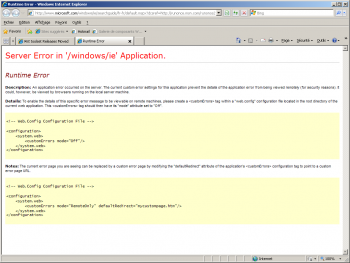 Runtime Error - Windows Internet Explorer
Bing
Favoris
Runtime Error
Page
Sécurité
Outils
Server Error in '/windows/ie' Application.
Runtime Error
Description: An application error occurred on the server. The current custom error settings for this application prevent the details of the application error from being viewed remotely (for security reasons). It
could, however, be viewed by browsers running on the local server machine.
Details: To enable the details of this specific error message to be viewable on remote machines, please create a <customErrors> tag within a "web.config" configuration file located in the root directory of the
current web application. This <customErrors> tag should then have its "mode" attribute set to "Off".
<!-- Web.Config Configuration File -->
<configuration>
<system.web>
<customErrors mode="Off"/>
</system.web>
</configuration>
Notes: The current error page you are seeing can be replaced by a custom error page by modifying the "defaultRedirect" attribute of the application's <customErrors> configuration tag to point to a custom
error page URL.
<!-- Web.Config Configuration File -->
<configuration>
<system.web>
<customErrors mode="RemoteOnly" defaultRedirect="mycustompage.htm"/>
</system.web>
</configuration>
Internet